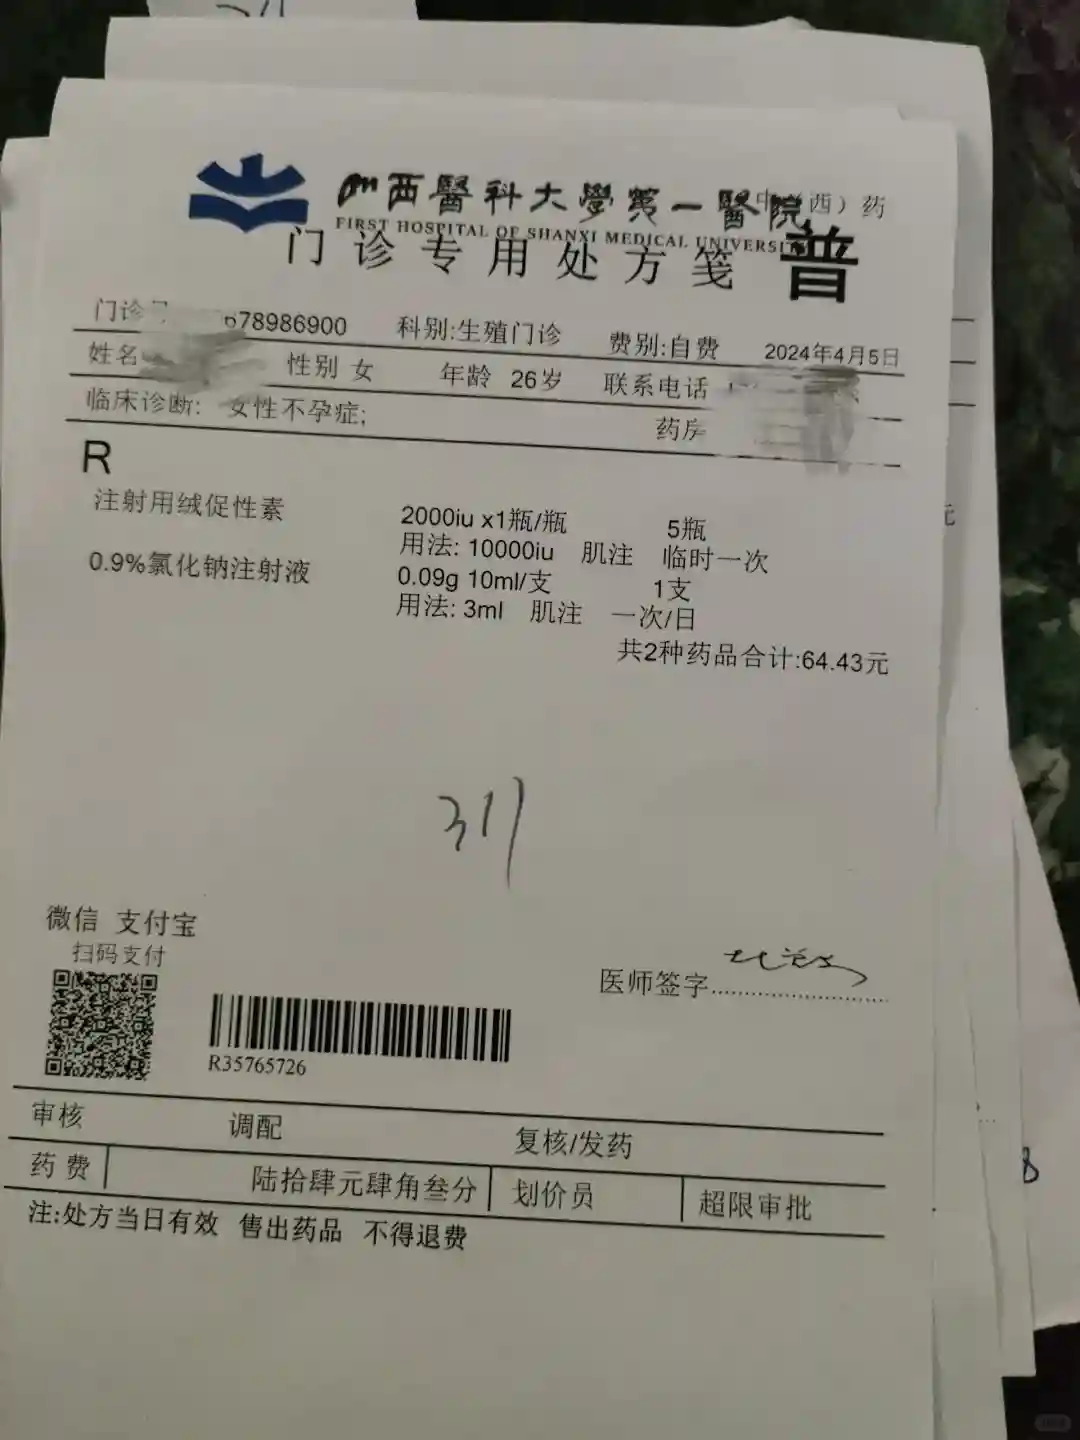 山西醫科大學第一醫院
中（西）药
FIRST HOSPITAL OF SHANXI MEDICAL UNIVERSITY
门诊专用处方笺
普
门诊 678986900 科别:生殖门诊 费别:自费 2024年4月5日
姓名 性别 女 年龄 26岁 联系电话
临床诊断: 女性不孕症; 药房
R
注射用绒促性素 2000iu x1瓶/瓶 5瓶
用法: 10000iu 肌注 临时一次
0.9%氯化钠注射液 0.09g 10ml/支 1支
用法: 3ml 肌注 一次/日
共2种药品合计:64.43元
微信 支付宝
扫码支付
医师签字
R35765726
审核 调配 复核/发药
药费 陆拾肆元肆角叁分 划价员 超限审批
注:处方当日有效 售出药品 不得退费